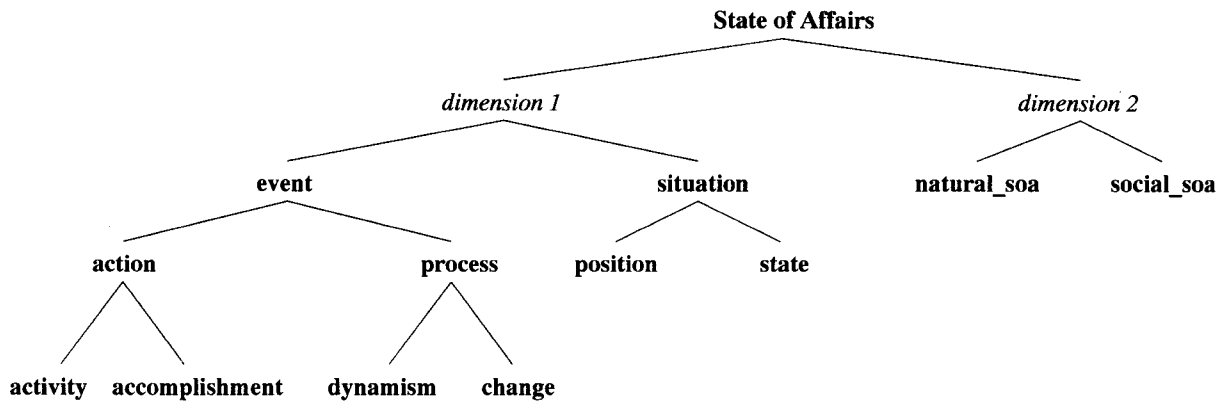 State of Affairs
dimension 1 dimension 2
event situation natural_soa social_soa
action process position state
activity accomplishment dynamism change